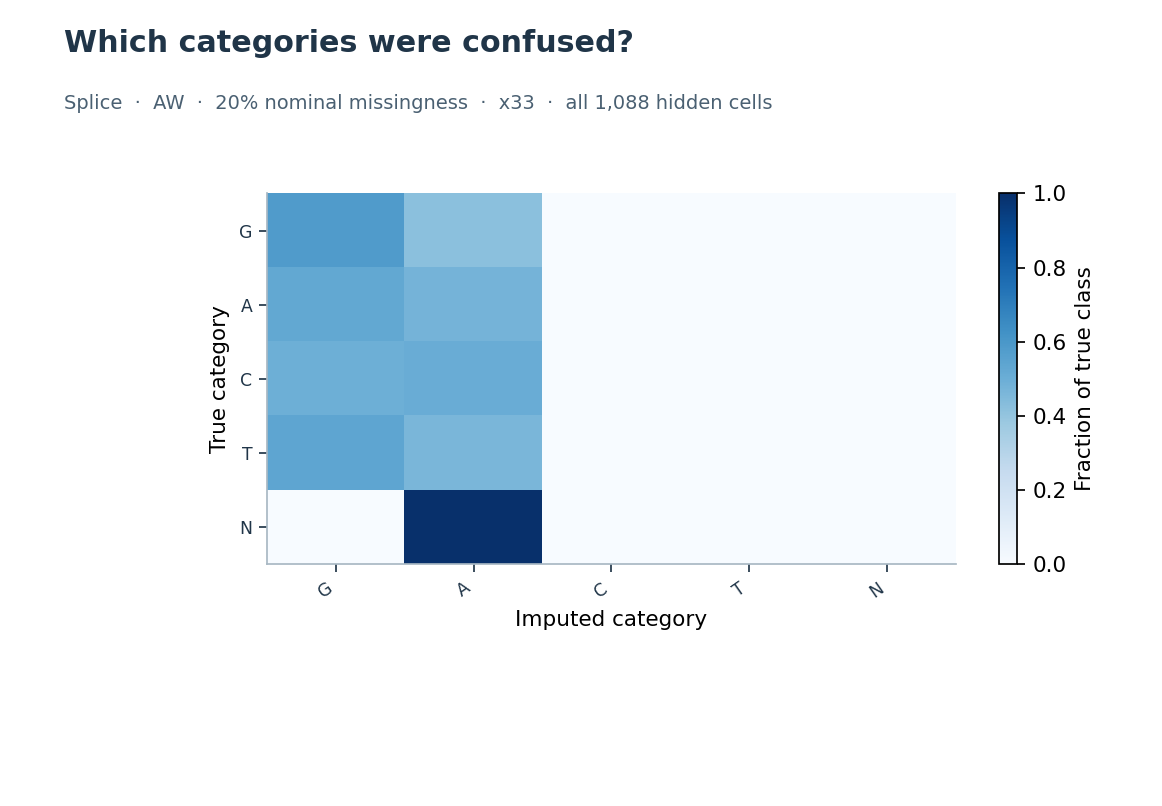 Which categories were confused?
Splice · AW · 20% nominal missingness · x33 · all 1,088 hidden cells
True category
G
A
C
T
N
G A C T N
Imputed category
1.0
0.8
0.6
0.4
0.2
0.0
Fraction of true class